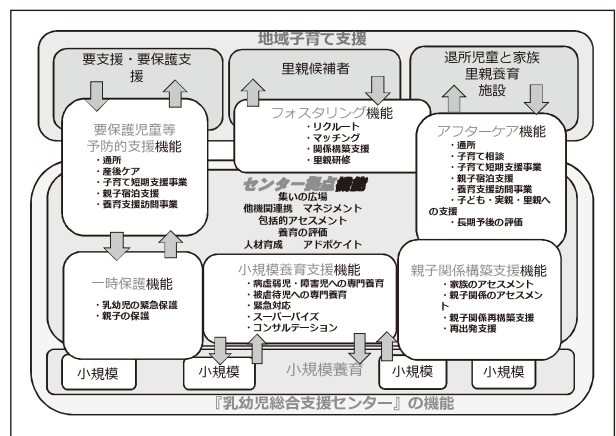 地域子育て支援
要支援・要保護支
援
里親候補者
退所児童と家族
里親養育
施設
要保護児童等
予防的支援機能
・通所
・産後ケア
・子育て短期支援事業
・親子宿泊支援
・養育支援訪問事業
フォスタリング機能
・リクルート
・マッチング
・関係構築支援
・里親研修
アフターケア機能
・通所
・子育て相談
・子育て短期支援事業
・親子宿泊支援
・養育支援訪問事業
・子ども・実親・里親へ
の支援
・長期予後の評価
センター拠点機能
集いの広場
他機関連携 マネジメント
包括的アセスメント
養育の評価
人材育成 アドボケイト
一時保護機能
・乳幼児の緊急保護
・親子の保護
小規模養育支援機能
・病虚弱児・障害児への専門養育
・被虐待児への専門養育
・緊急対応
・スーパーバイズ
・コンサルテーション
親子関係構築支援機能
・家族のアセスメント
・親子関係のアセスメン
ト
・親子関係再構築支援
・再出発支援
小規模
小規模
小規模養育
小規模
小規模
『乳幼児総合支援センター』の機能